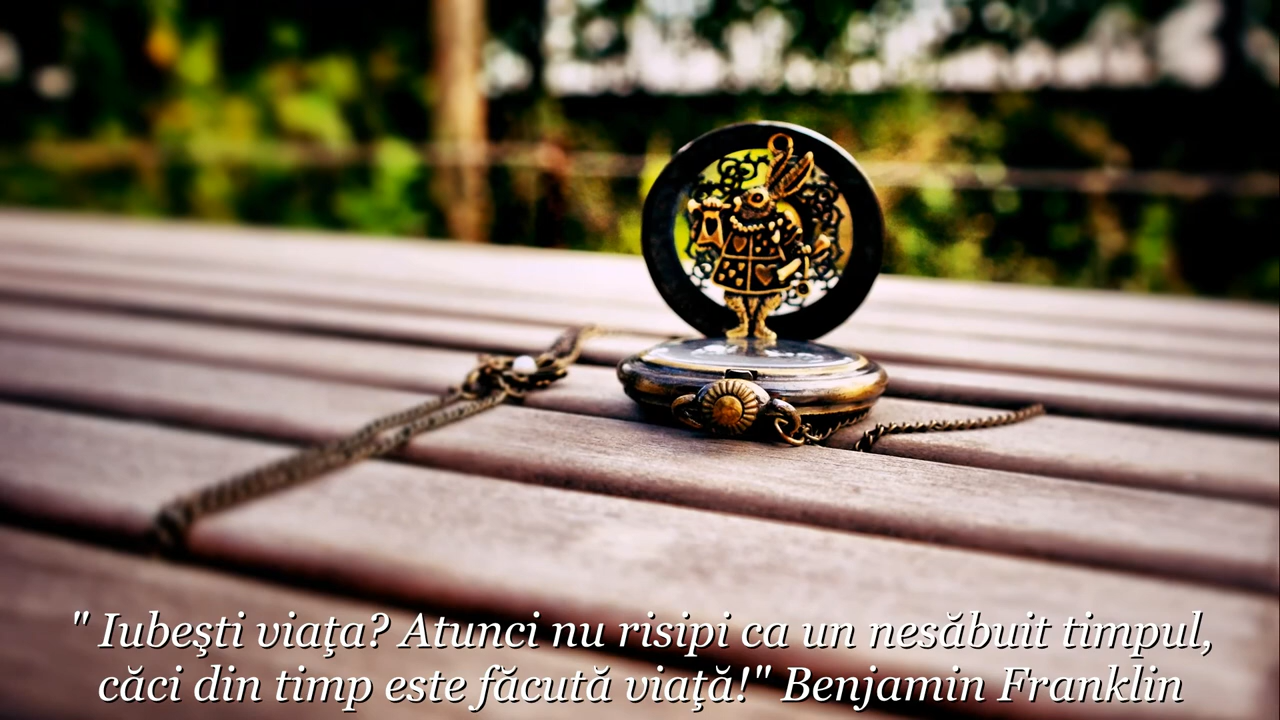 " Iubeşti viaţa? Atunci nu risipi ca un nesăbuit timpul,
căci din timp este făcută viaţă!" Benjamin Franklin